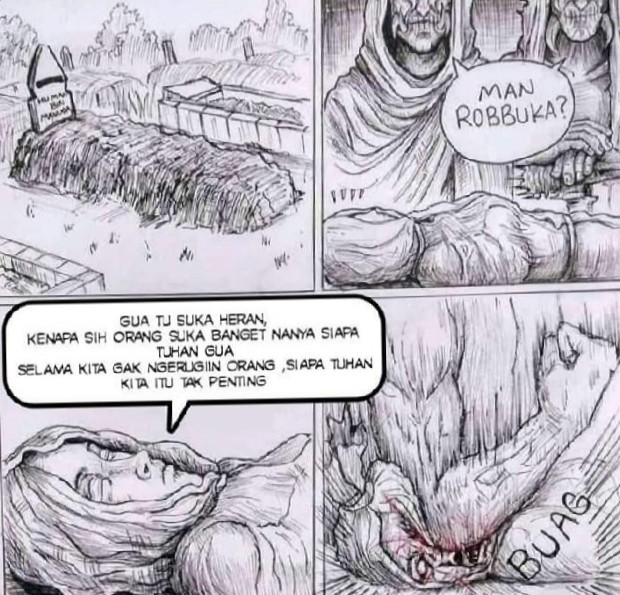 BIN
MAN
ROBBUKA?
GUA TU SUKA HERAN,
KENAPA SIH ORANG SUKA BANGET NANYA SIAPA
TUHAN GUA
SELAMA KITA GAK NGERUGIIN ORANG ,SIAPA TUHAN
KITA ITU TAK PENTING
BUAG